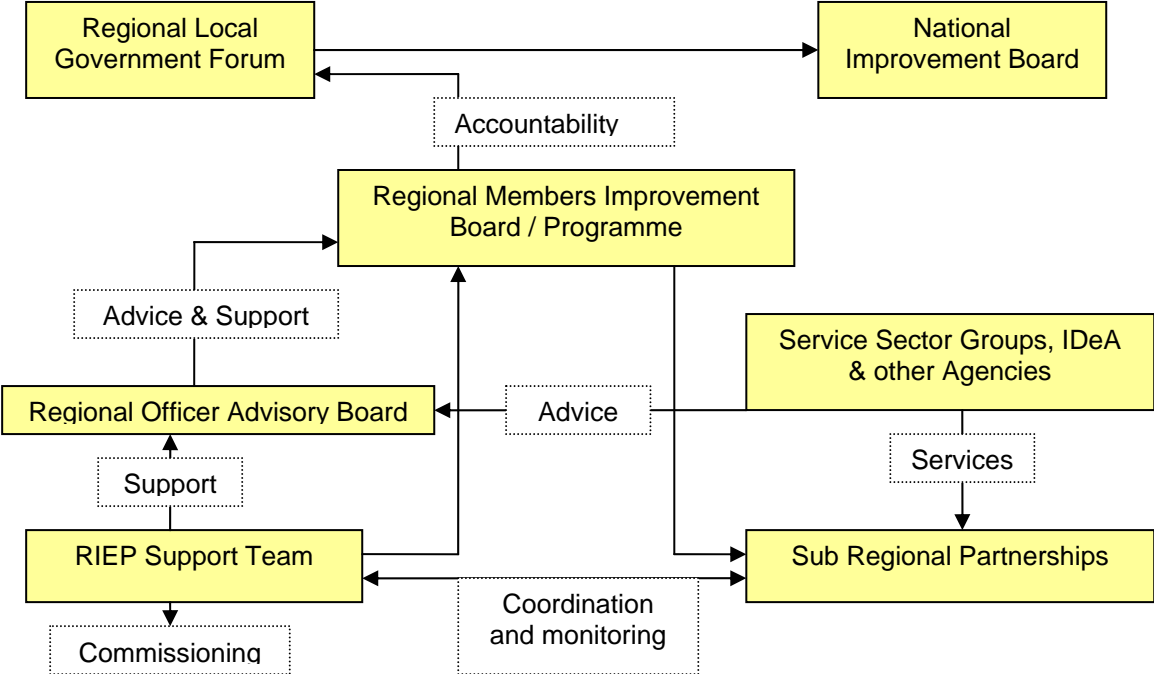 Regional Local
Government Forum
National
Improvement Board
Accountability
Regional Members Improvement
Board / Programme
Advice & Support
Service Sector Groups, IDeA
& other Agencies
Regional Officer Advisory Board
Advice
Services
Support
RIEP Support Team
Sub Regional Partnerships
Coordination
and monitoring
Commissioning